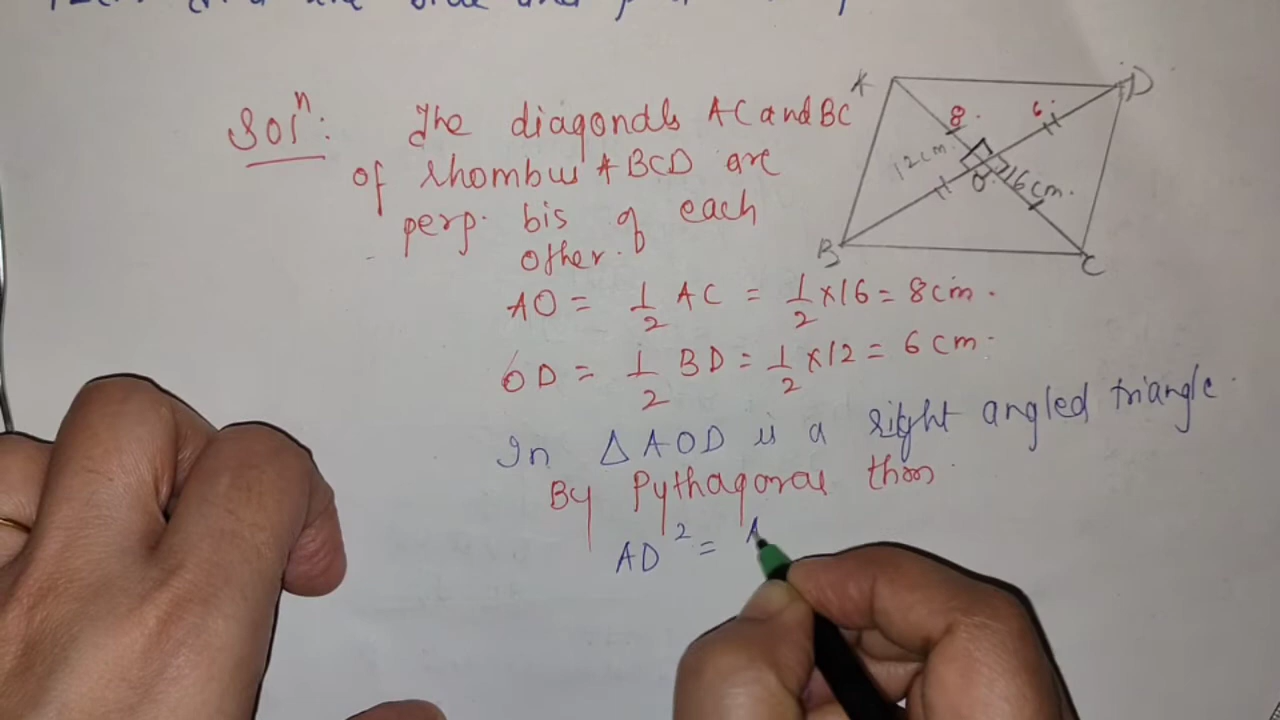 Solⁿ: The diagonals AC and BC
of rhombus ABCD are
perp. bis of each
other.
AO = 1/2 AC = 1/2 × 16 = 8 cm.
OD = 1/2 BD = 1/2 × 12 = 6 cm.
In Δ AOD is a right angled triangle.
By Pythagoras thm
AD² = A
A
D
8.
6.
12cm.
O
16cm.
B
C